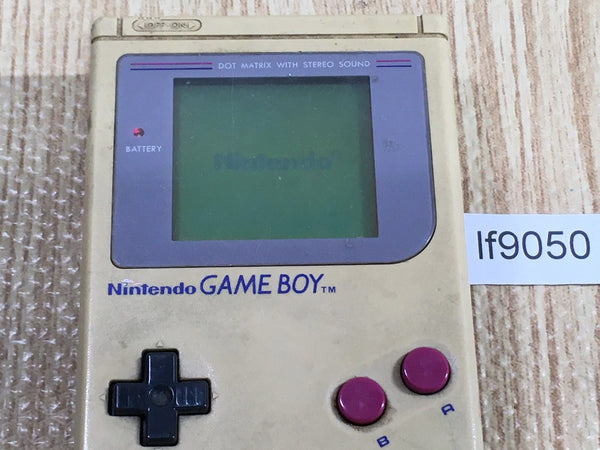 OFF•ON
DOT MATRIX WITH STEREO SOUND
BATTERY
Nintendo®
lf9050
Nintendo GAME BOY™
A
B